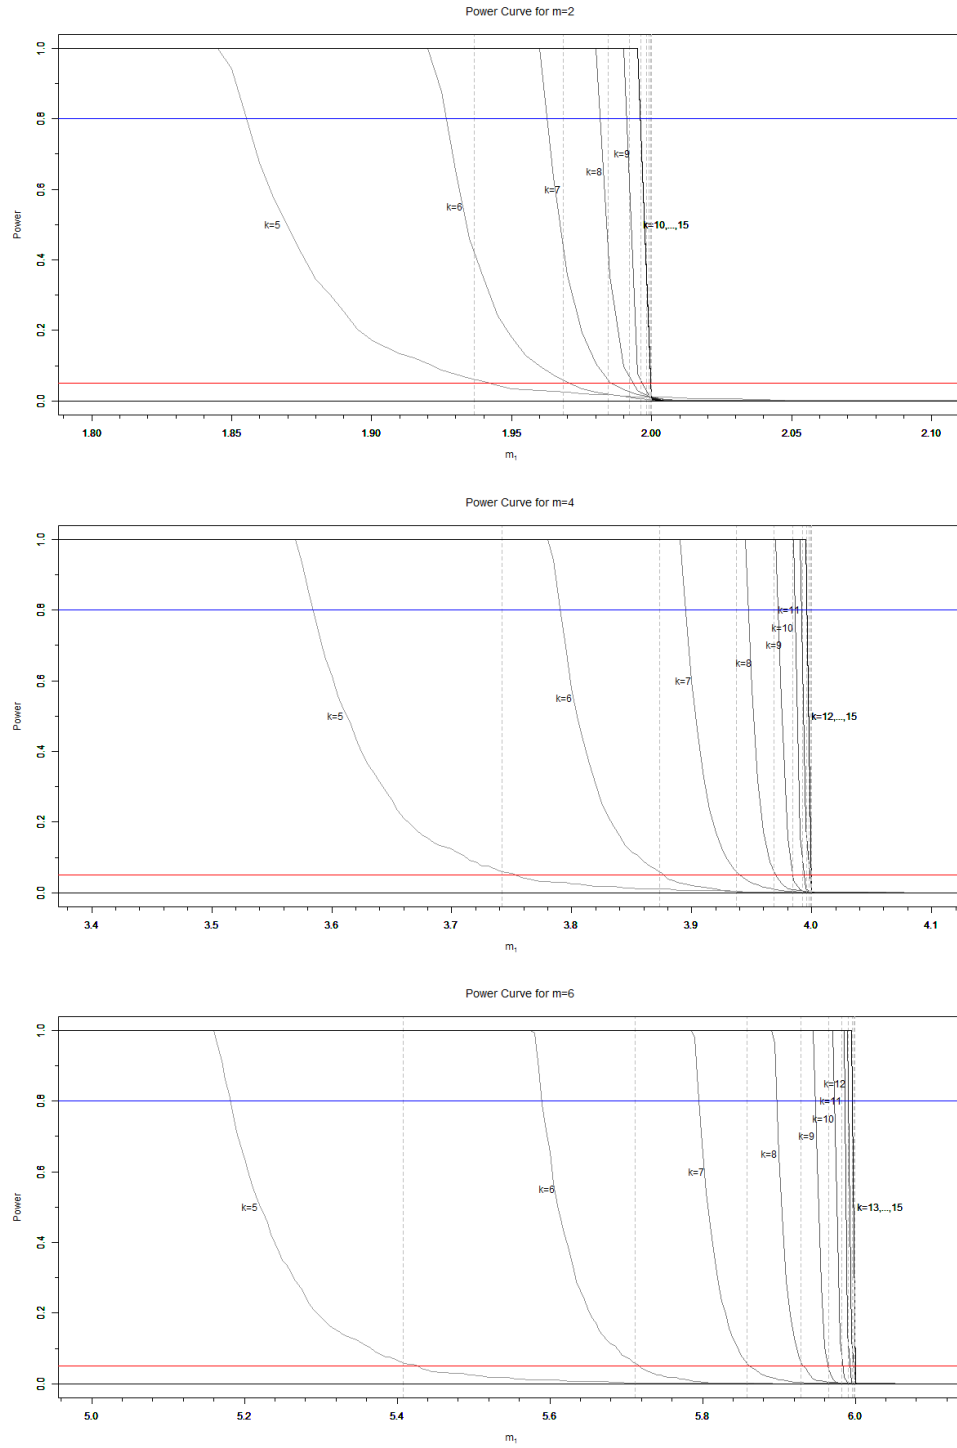 Power Curve for m=2
1.0
0.8
0.6
0.4
0.2
0.0
Power
k=5
k=6
k=7
k=8
k=9
k=10,...,15
1.80
1.85
1.90
1.95
2.00
2.05
2.10
m₁
Power Curve for m=4
1.0
0.8
0.6
0.4
0.2
0.0
Power
k=5
k=6
k=7
k=8
k=9
k=10
k=11
k=12,...,15
3.4
3.5
3.6
3.7
3.8
3.9
4.0
4.1
m₁
Power Curve for m=6
1.0
0.8
0.6
0.4
0.2
0.0
Power
k=5
k=6
k=7
k=8
k=9
k=10
k=11
k=12
k=13,...,15
5.0
5.2
5.4
5.6
5.8
6.0
m₁